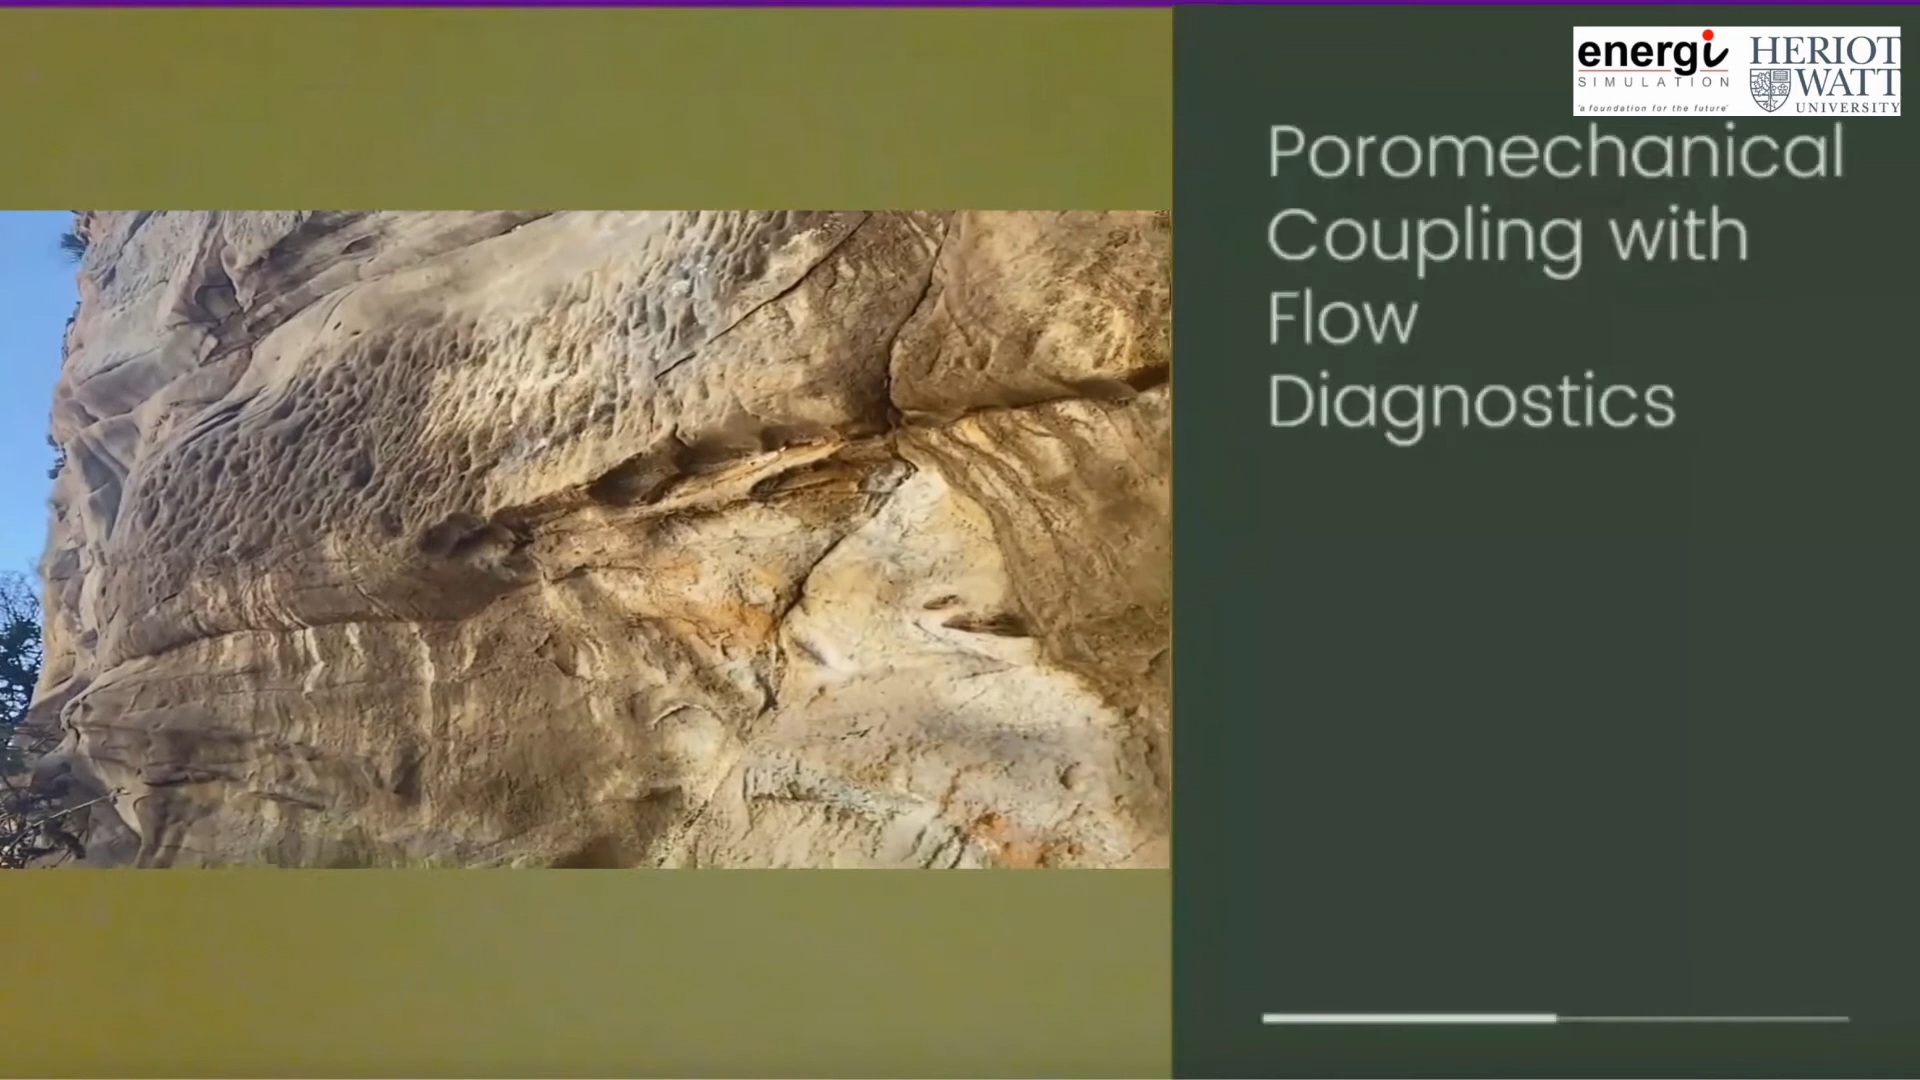 energi
SIMULATION
'a foundation for the future'
HERIOT
WATT
UNIVERSITY
Poromechanical
Coupling with
Flow
Diagnostics